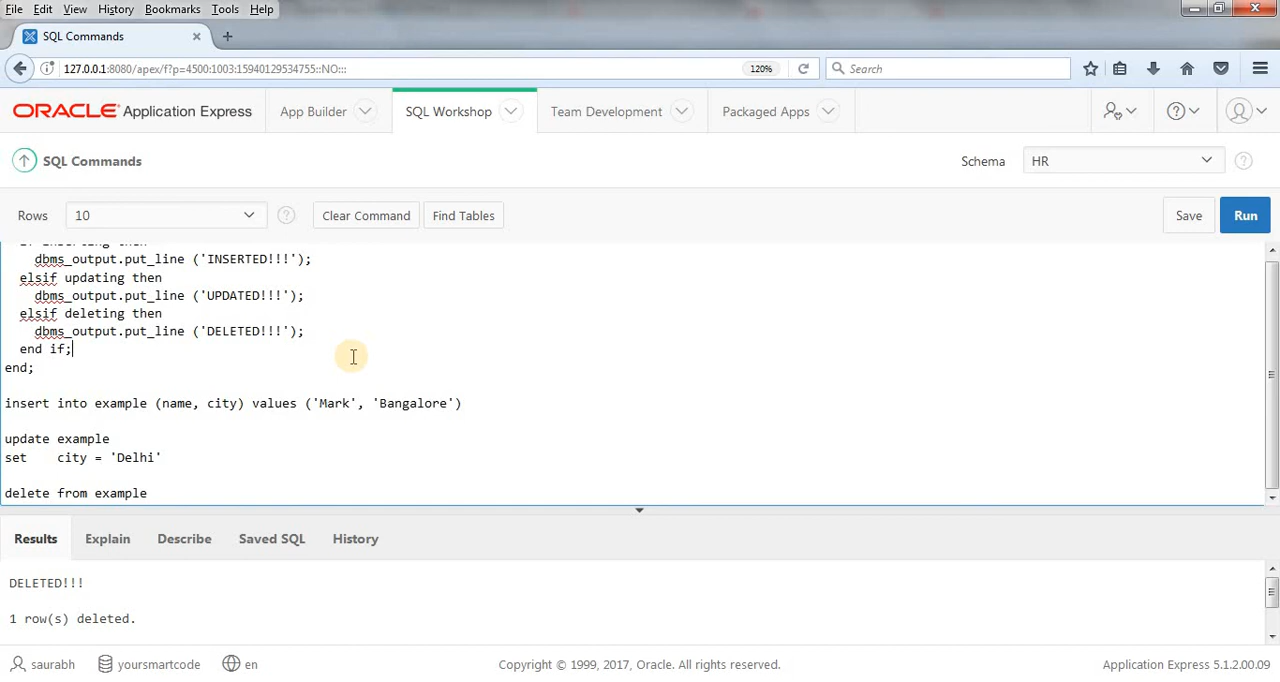 File Edit View History Bookmarks Tools Help
SQL Commands
127.0.0.1:8080/apex/f?p=4500:1003:15940129534755::NO::: 120% Search
ORACLE Application Express App Builder SQL Workshop Team Development Packaged Apps
SQL Commands Schema HR
Rows 10 Clear Command Find Tables Save Run
if inserting then
dbms_output.put_line ('INSERTED!!!');
elsif updating then
dbms_output.put_line ('UPDATED!!!');
elsif deleting then
dbms_output.put_line ('DELETED!!!');
end if;
end;
insert into example (name, city) values ('Mark', 'Bangalore')
update example
set    city = 'Delhi'
delete from example
Results Explain Describe Saved SQL History
DELETED!!!
1 row(s) deleted.
saurabh yoursmartcode en Copyright © 1999, 2017, Oracle. All rights reserved. Application Express 5.1.2.00.09